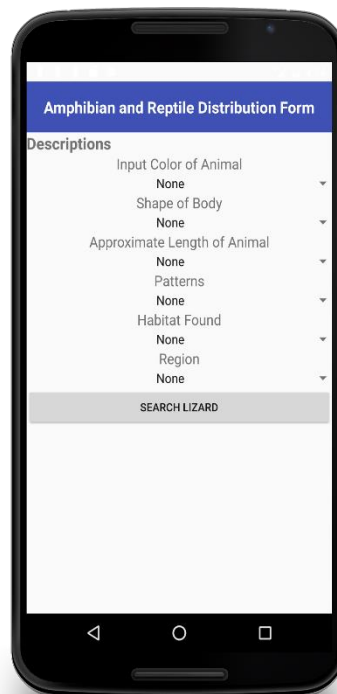 Amphibian and Reptile Distribution Form
Descriptions
Input Color of Animal
None
Shape of Body
None
Approximate Length of Animal
None
Patterns
None
Habitat Found
None
Region
None
SEARCH LIZARD